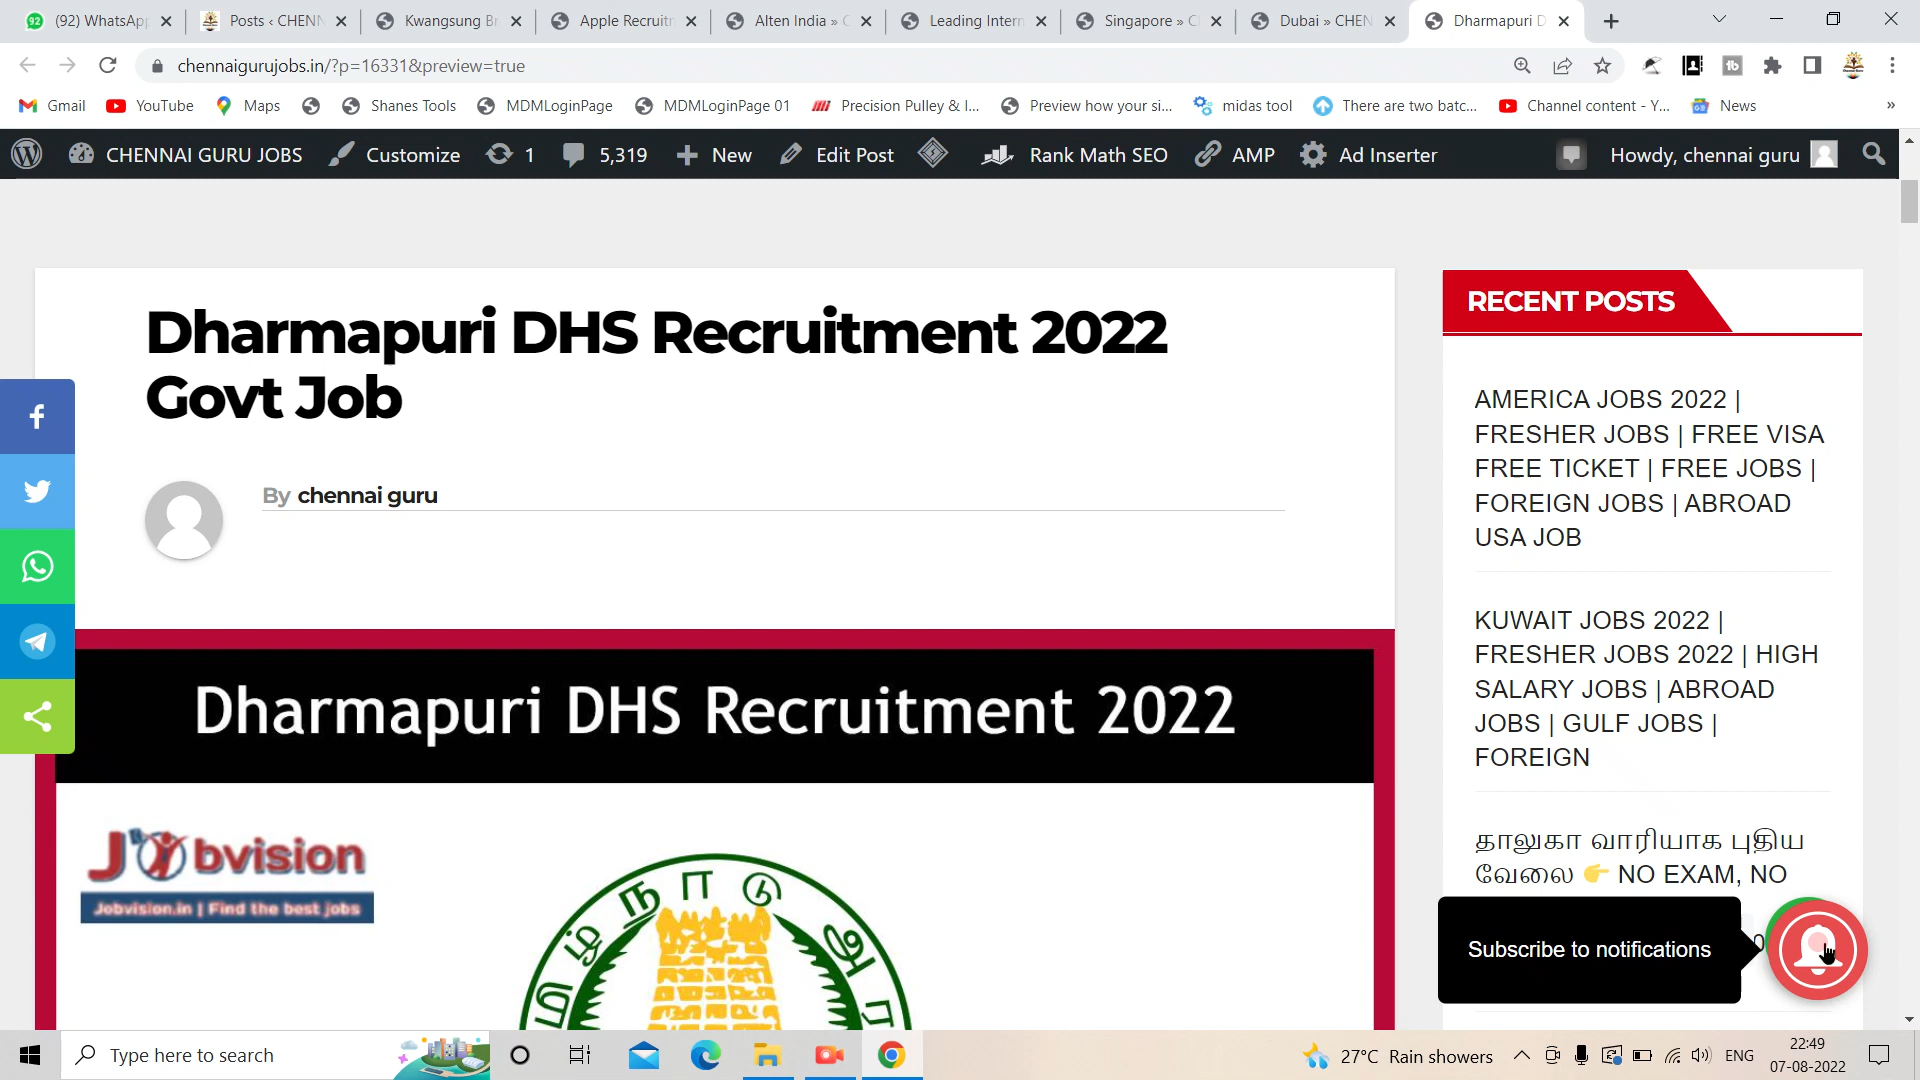 (92) WhatsApp
Posts ‹ CHENN
Kwangsung Br
Apple Recruitm
Alten India » C
Leading Intern
Singapore » C
Dubai » CHEN
Dharmapuri D
chennaigurujobs.in/?p=16331&preview=true
Gmail
YouTube
Maps
Shanes Tools
MDMLoginPage
MDMLoginPage 01
Precision Pulley & I...
Preview how your si...
midas tool
There are two batc...
Channel content - Y...
News
»
CHENNAI GURU JOBS
Customize
1
5,319
New
Edit Post
Rank Math SEO
AMP
Ad Inserter
Howdy, chennai guru
Dharmapuri DHS Recruitment 2022
Govt Job
By chennai guru
Dharmapuri DHS Recruitment 2022
Jobvision
Jobvision.in | Find the best jobs
RECENT POSTS
AMERICA JOBS 2022 |
FRESHER JOBS | FREE VISA
FREE TICKET | FREE JOBS |
FOREIGN JOBS | ABROAD
USA JOB
KUWAIT JOBS 2022 |
FRESHER JOBS 2022 | HIGH
SALARY JOBS | ABROAD
JOBS | GULF JOBS |
FOREIGN
தாலுகா வாரியாக புதிய
வேலை 👉 NO EXAM, NO
Subscribe to notifications
Type here to search
27°C Rain showers
ENG
22:49
07-08-2022